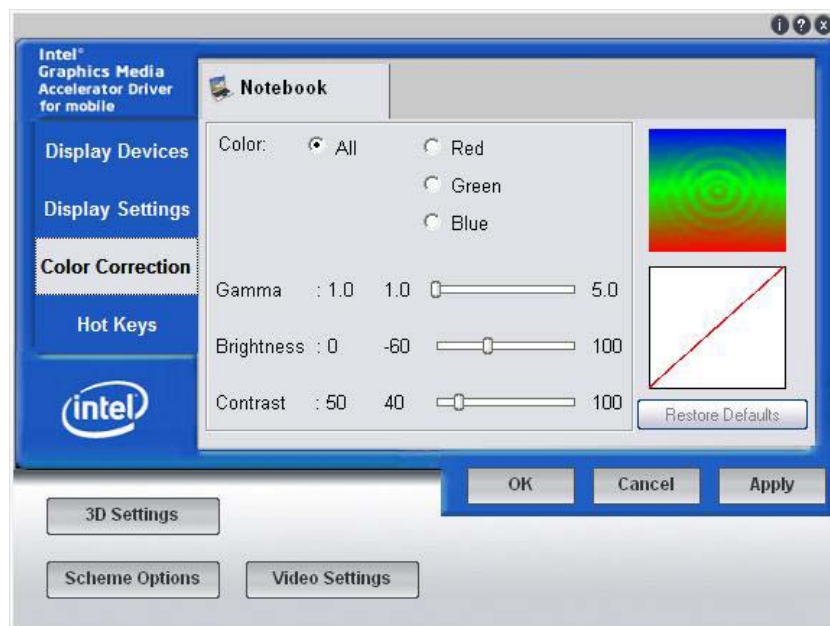 Intel®
Graphics Media
Accelerator Driver
for mobile
Notebook
Display Devices
Display Settings
Color Correction
Hot Keys
intel
Color: All Red
Green
Blue
Gamma : 1.0 1.0 5.0
Brightness : 0 -60 100
Contrast : 50 40 100
Restore Defaults
OK Cancel Apply
3D Settings
Scheme Options Video Settings